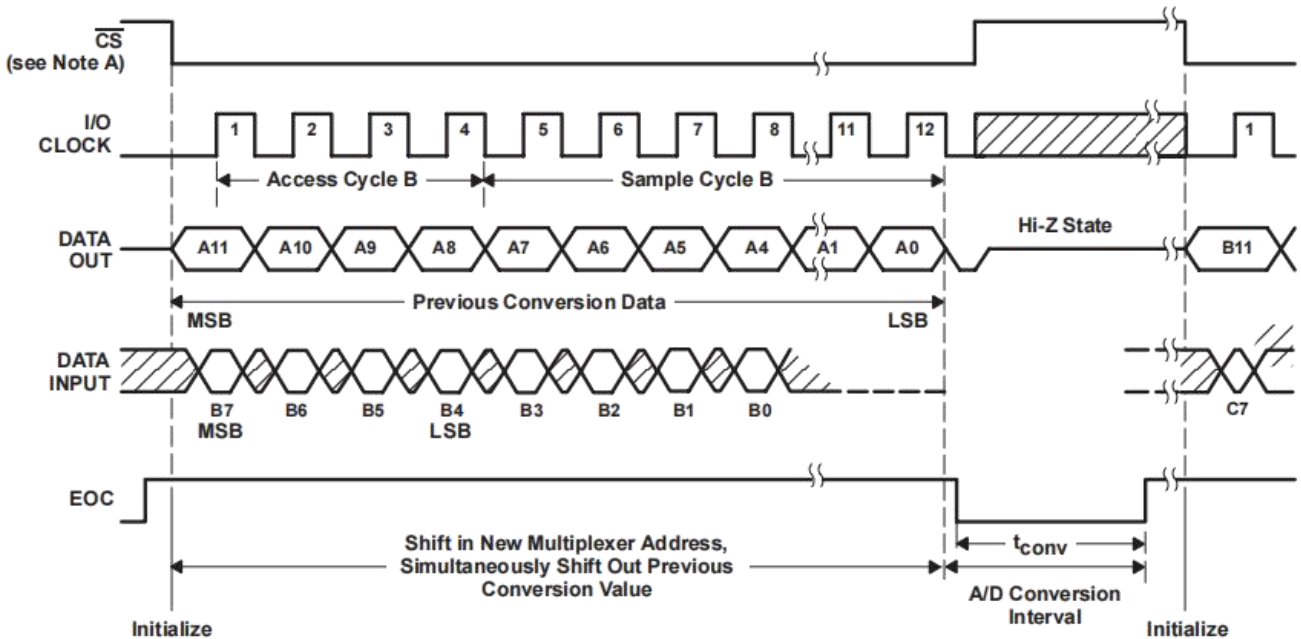 CS
(see Note A)
I/O
CLOCK
1 2 3 4 5 6 7 8 11 12 1
Access Cycle B Sample Cycle B
DATA
OUT
A11 A10 A9 A8 A7 A6 A5 A4 A1 A0 Hi-Z State B11
Previous Conversion Data
MSB LSB
DATA
INPUT
B7 B6 B5 B4 B3 B2 B1 B0 C7
MSB LSB
EOC
Shift in New Multiplexer Address,
Simultaneously Shift Out Previous
Conversion Value
tconv
A/D Conversion
Interval
Initialize Initialize